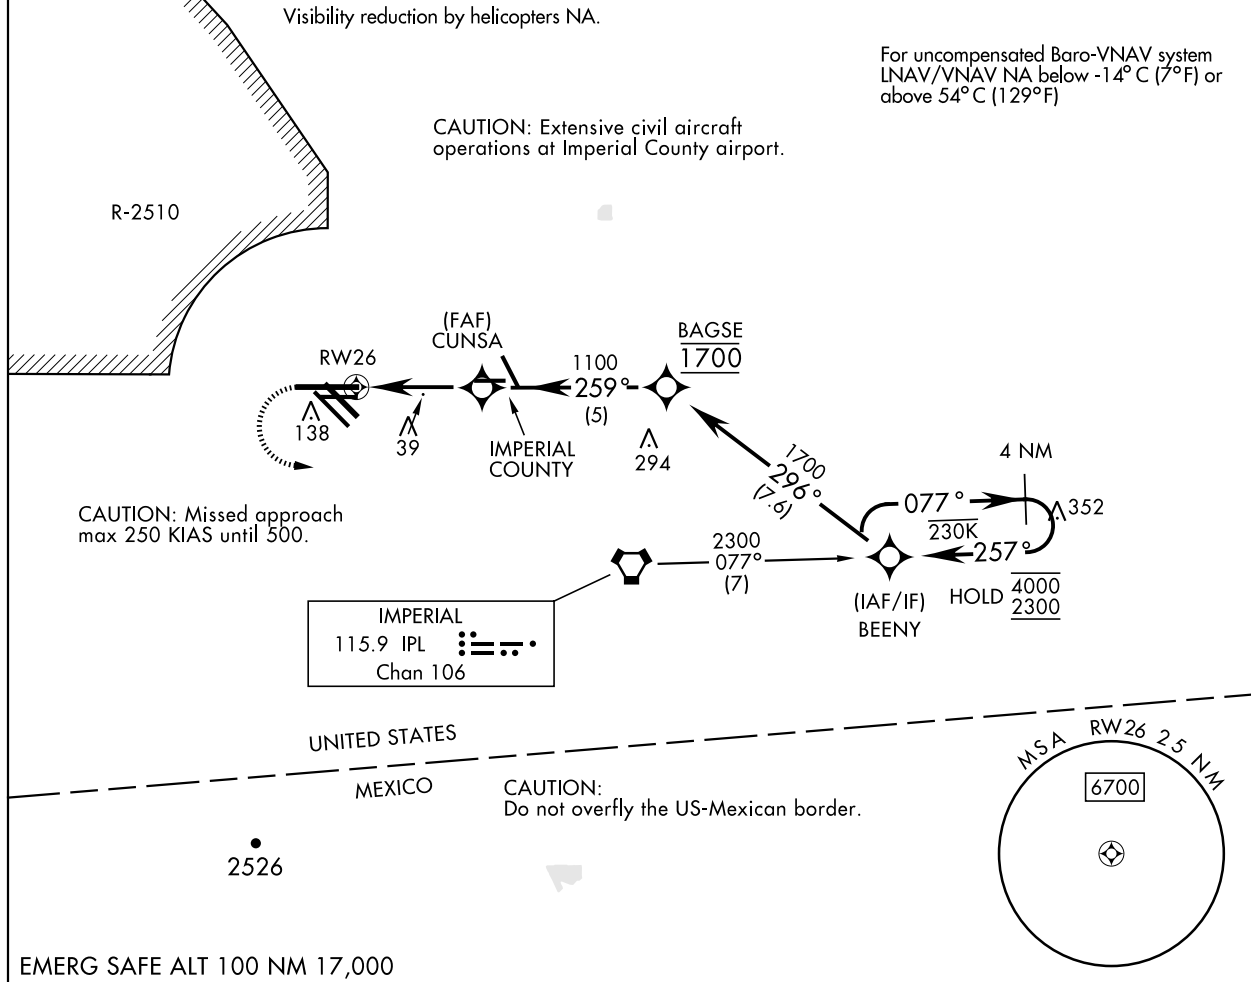 Visibility reduction by helicopters NA.
For uncompensated Baro-VNAV system
LNAV/VNAV NA below -14°C (7°F) or
above 54°C (129°F)
CAUTION: Extensive civil aircraft
operations at Imperial County airport.
R-2510
(FAF)
CUNSA
RW26
BAGSE
1700
1100
259°
(5)
138
39
IMPERIAL
COUNTY
294
1700
296°
(7.6)
4 NM
077°
352
230K
257°
HOLD 4000
2300
CAUTION: Missed approach
max 250 KIAS until 500.
2300
077°
(7)
(IAF/IF)
BEENY
IMPERIAL
115.9 IPL
Chan 106
UNITED STATES
MEXICO
CAUTION:
Do not overfly the US-Mexican border.
MSA RW26 25 NM
6700
2526
EMERG SAFE ALT 100 NM 17,000